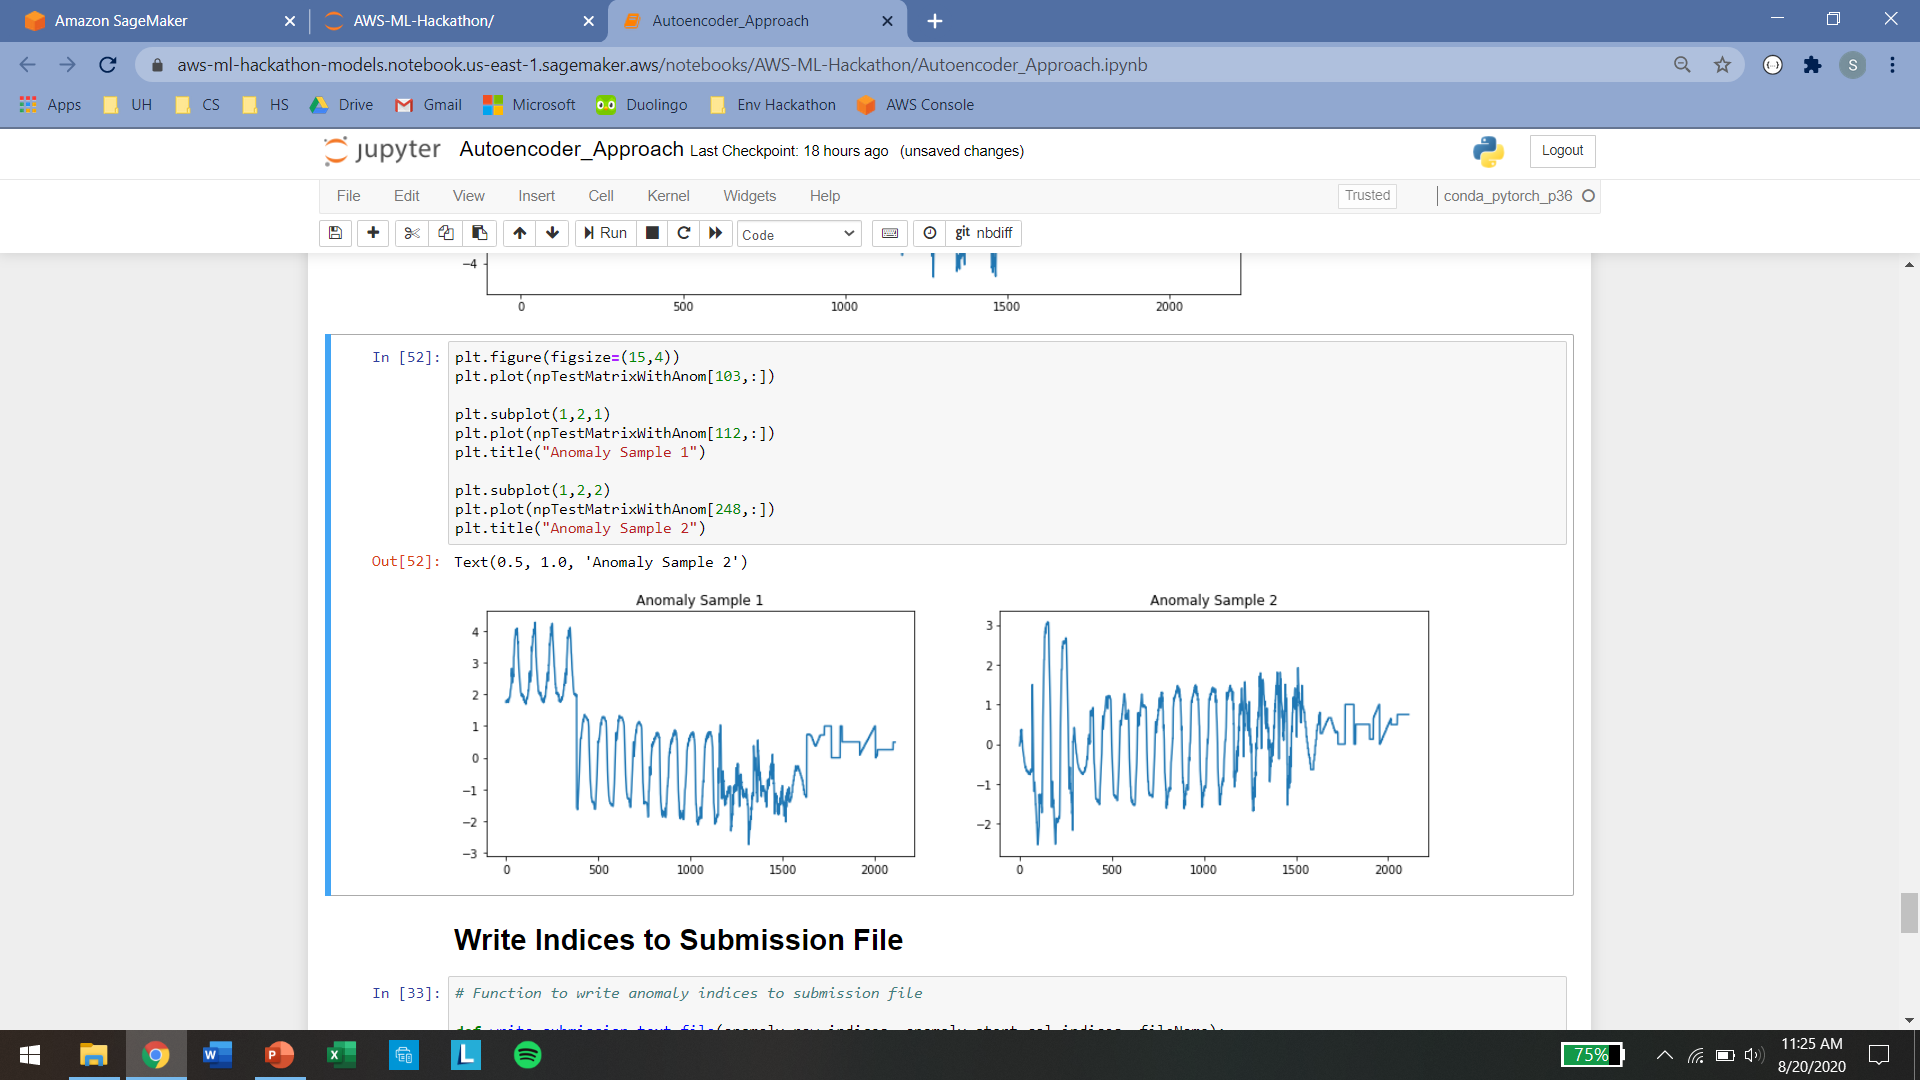 Amazon SageMaker
AWS-ML-Hackathon/
Autoencoder_Approach
aws-ml-hackathon-models.notebook.us-east-1.sagemaker.aws/notebooks/AWS-ML-Hackathon/Autoencoder_Approach.ipynb
S
Apps UH CS HS Drive Gmail Microsoft Duolingo Env Hackathon AWS Console
jupyter Autoencoder_Approach Last Checkpoint: 18 hours ago (unsaved changes)
Logout
File Edit View Insert Cell Kernel Widgets Help
Trusted
conda_pytorch_p36
Run
Code
git nbdiff
−4
0 500 1000 1500 2000
In [52]:
plt.figure(figsize=(15,4))
plt.plot(npTestMatrixWithAnom[103,:])
plt.subplot(1,2,1)
plt.plot(npTestMatrixWithAnom[112,:])
plt.title("Anomaly Sample 1")
plt.subplot(1,2,2)
plt.plot(npTestMatrixWithAnom[248,:])
plt.title("Anomaly Sample 2")
Out[52]: Text(0.5, 1.0, 'Anomaly Sample 2')
Anomaly Sample 1
4
3
2
1
0
−1
−2
−3
0 500 1000 1500 2000
Anomaly Sample 2
3
2
1
0
−1
−2
0 500 1000 1500 2000
Write Indices to Submission File
In [33]: # Function to write anomaly indices to submission file
75%
11:25 AM
8/20/2020